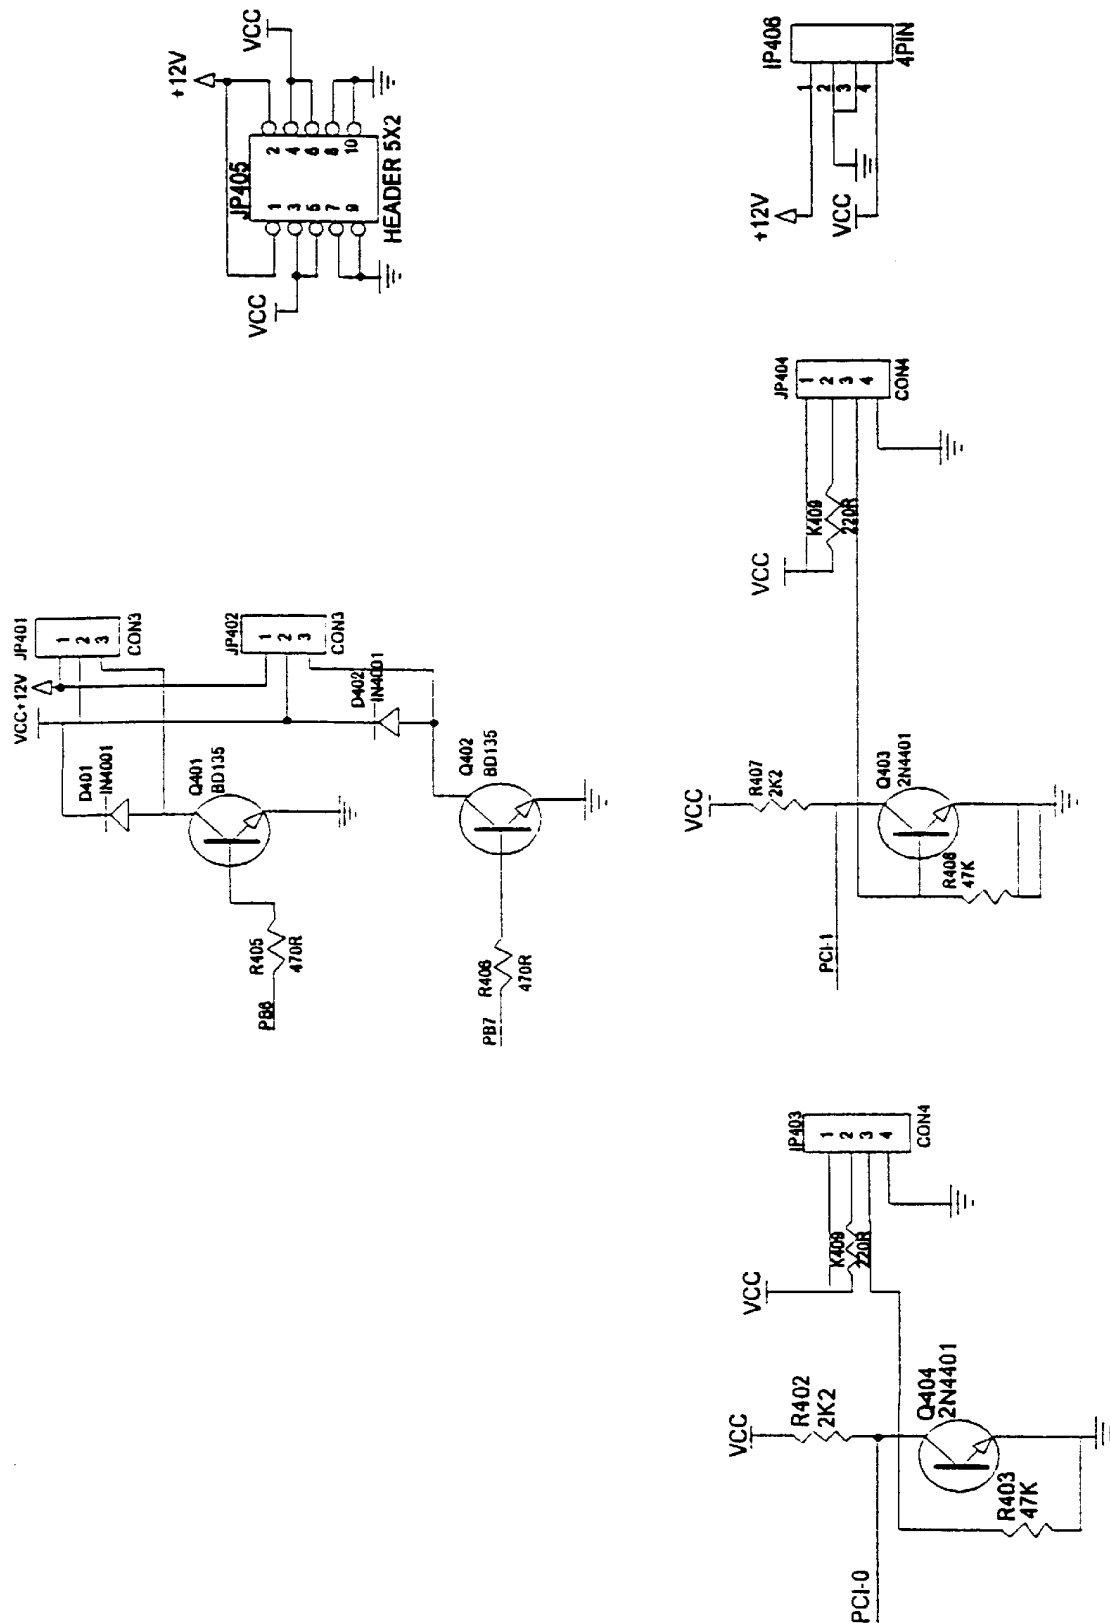 VCC
+12V
JP405
1
3
5
7
9
2
4
6
8
10
HEADER 5X2
VCC
IP406
1
2
3
4
4PIN
+12V
VCC
JP401
1
2
3
CON3
VCC+12V
JP402
1
2
3
CON3
D401
IN4001
D402
IN4001
Q401
BD135
Q402
BD135
R405
470R
PB6
R406
470R
PB7
JP404
1
2
3
4
CON4
K409
220R
VCC
VCC
R407
2K2
Q403
2N4401
R408
47K
PCI-1
IP403
1
2
3
4
CON4
K409
220R
VCC
VCC
R402
2K2
Q404
2N4401
R403
47K
PCI-0